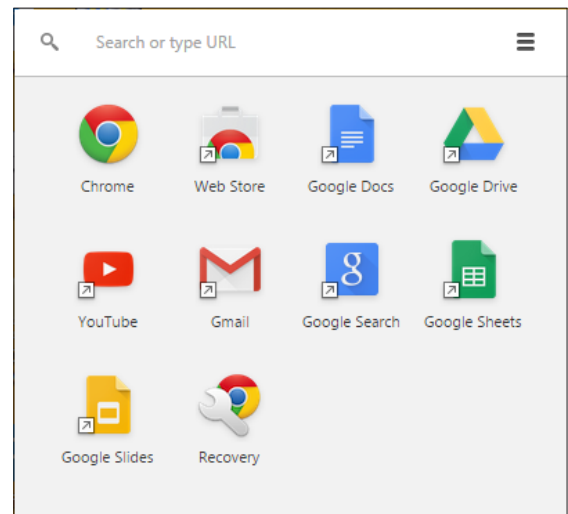 Search or type URL
Chrome Web Store Google Docs Google Drive
YouTube Gmail Google Search Google Sheets
Google Slides Recovery